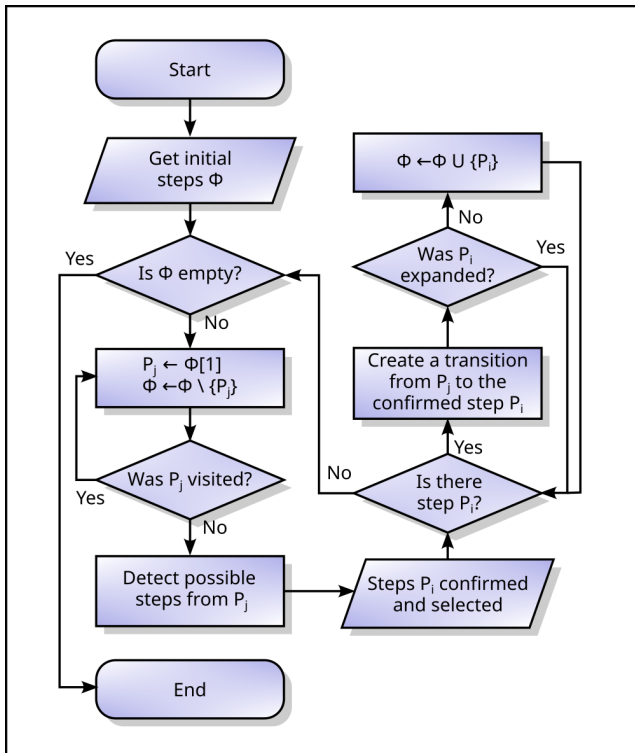 Start
Get initial
steps Φ
Is Φ empty?
Yes
No
Pj ← Φ[1]
Φ ←Φ \ {Pj}
Was Pj visited?
Yes
No
Detect possible
steps from Pj
Steps Pi confirmed
and selected
Is there
step Pi?
No
Yes
Create a transition
from Pj to the
confirmed step Pi
Was Pi
expanded?
Yes
No
Φ ←Φ U {Pi}
End